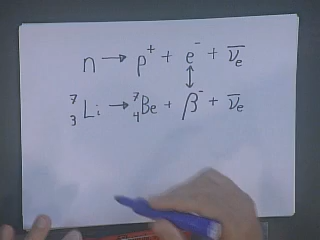 n → p⁺ + e⁻ + ν̅ₑ
↕
⁷₃Li → ⁷₄Be + β⁻ + ν̅ₑ